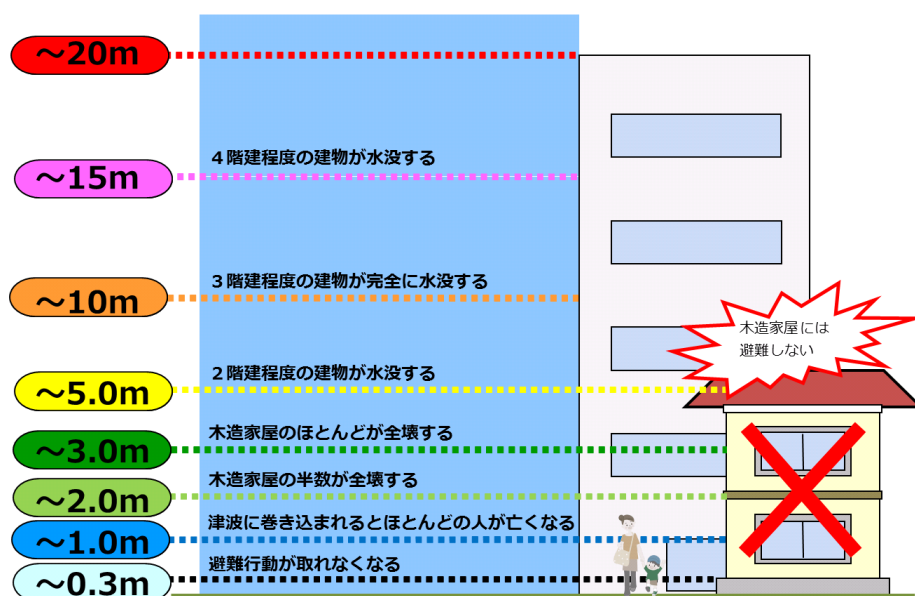 ～20m
４階建程度の建物が水没する
～15m
３階建程度の建物が完全に水没する
～10m
木造家屋には
避難しない
２階建程度の建物が水没する
～5.0m
木造家屋のほとんどが全壊する
～3.0m
木造家屋の半数が全壊する
～2.0m
津波に巻き込まれるとほとんどの人が亡くなる
～1.0m
避難行動が取れなくなる
～0.3m